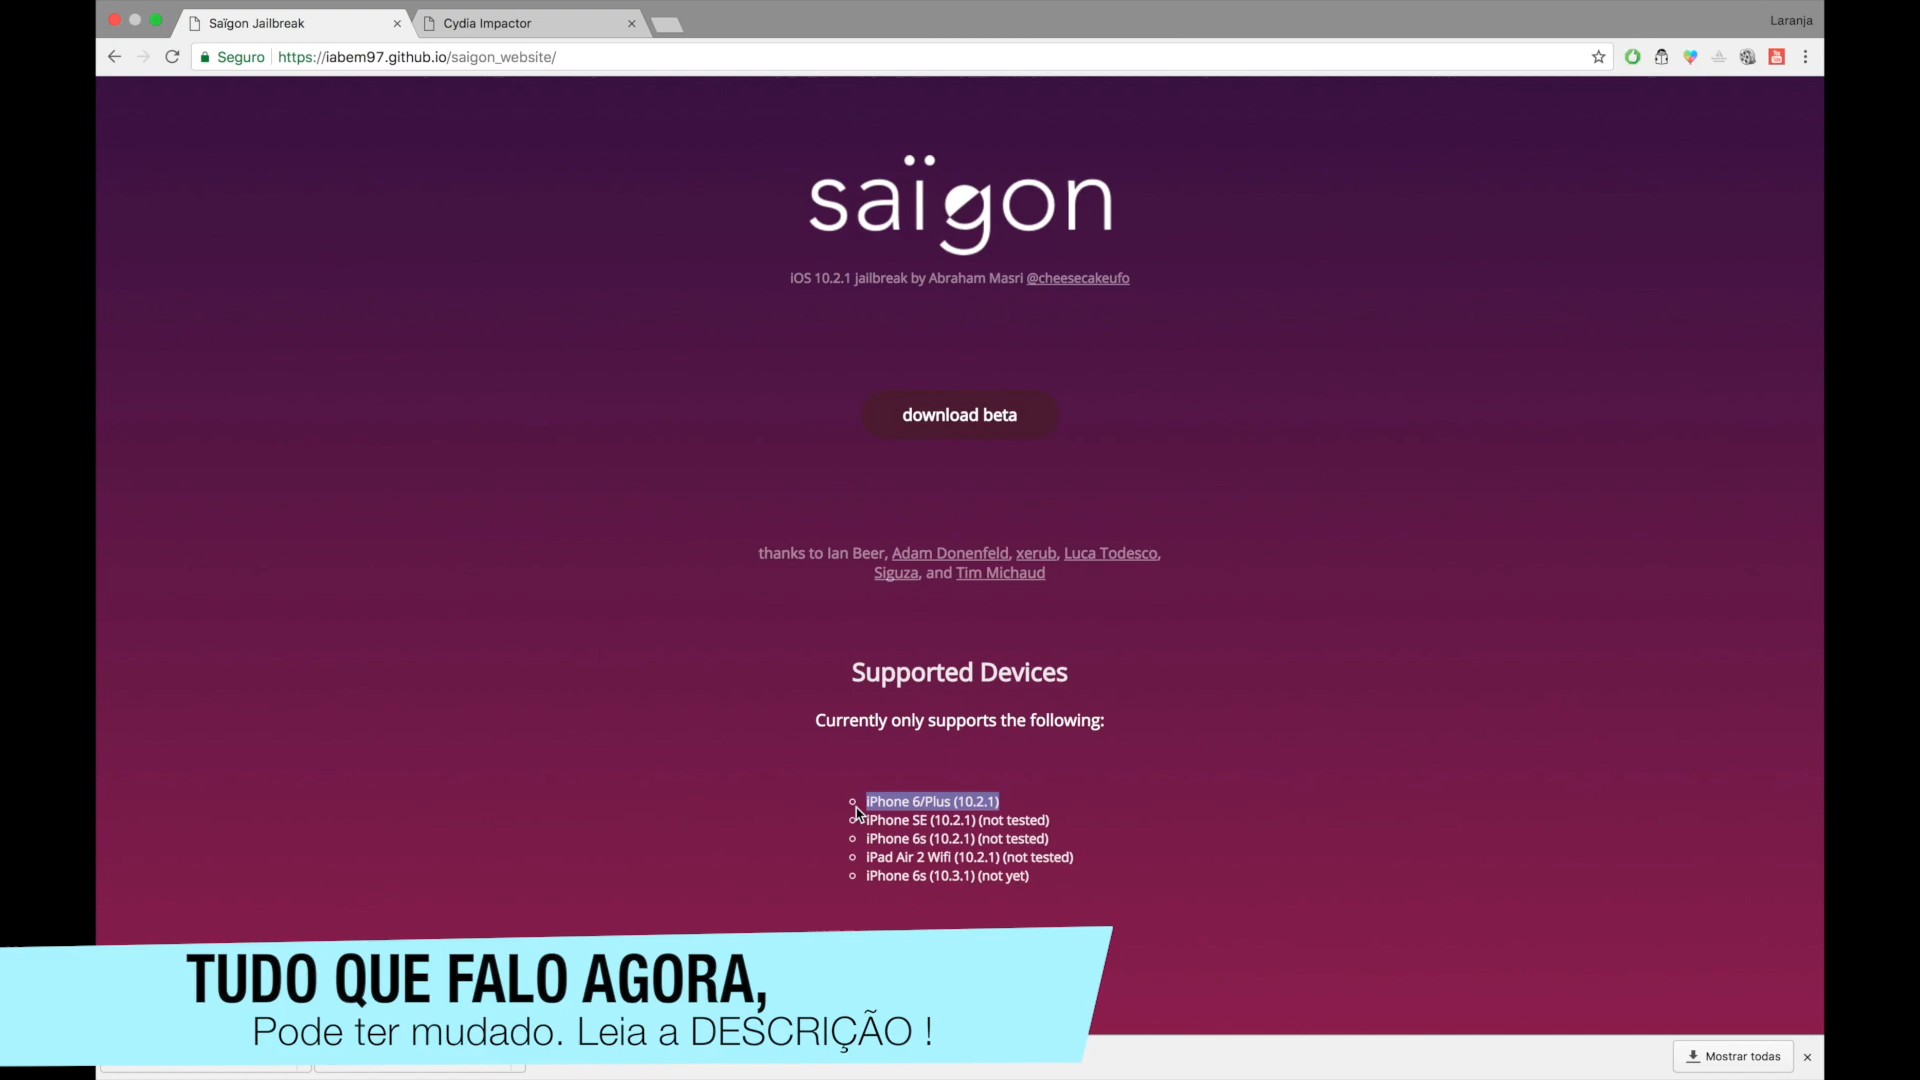 Saïgon Jailbreak
Cydia Impactor
Laranja
Seguro
https://iabem97.github.io/saigon_website/
saïgon
iOS 10.2.1 jailbreak by Abraham Masri @cheesecakeufo
download beta
thanks to Ian Beer, Adam Donenfeld, xerub, Luca Todesco,
Siguza, and Tim Michaud
Supported Devices
Currently only supports the following:
iPhone 6/Plus (10.2.1)
iPhone SE (10.2.1) (not tested)
iPhone 6s (10.2.1) (not tested)
iPad Air 2 Wifi (10.2.1) (not tested)
iPhone 6s (10.3.1) (not yet)
TUDO QUE FALO AGORA,
Pode ter mudado. Leia a DESCRIÇÃO !
Mostrar todas